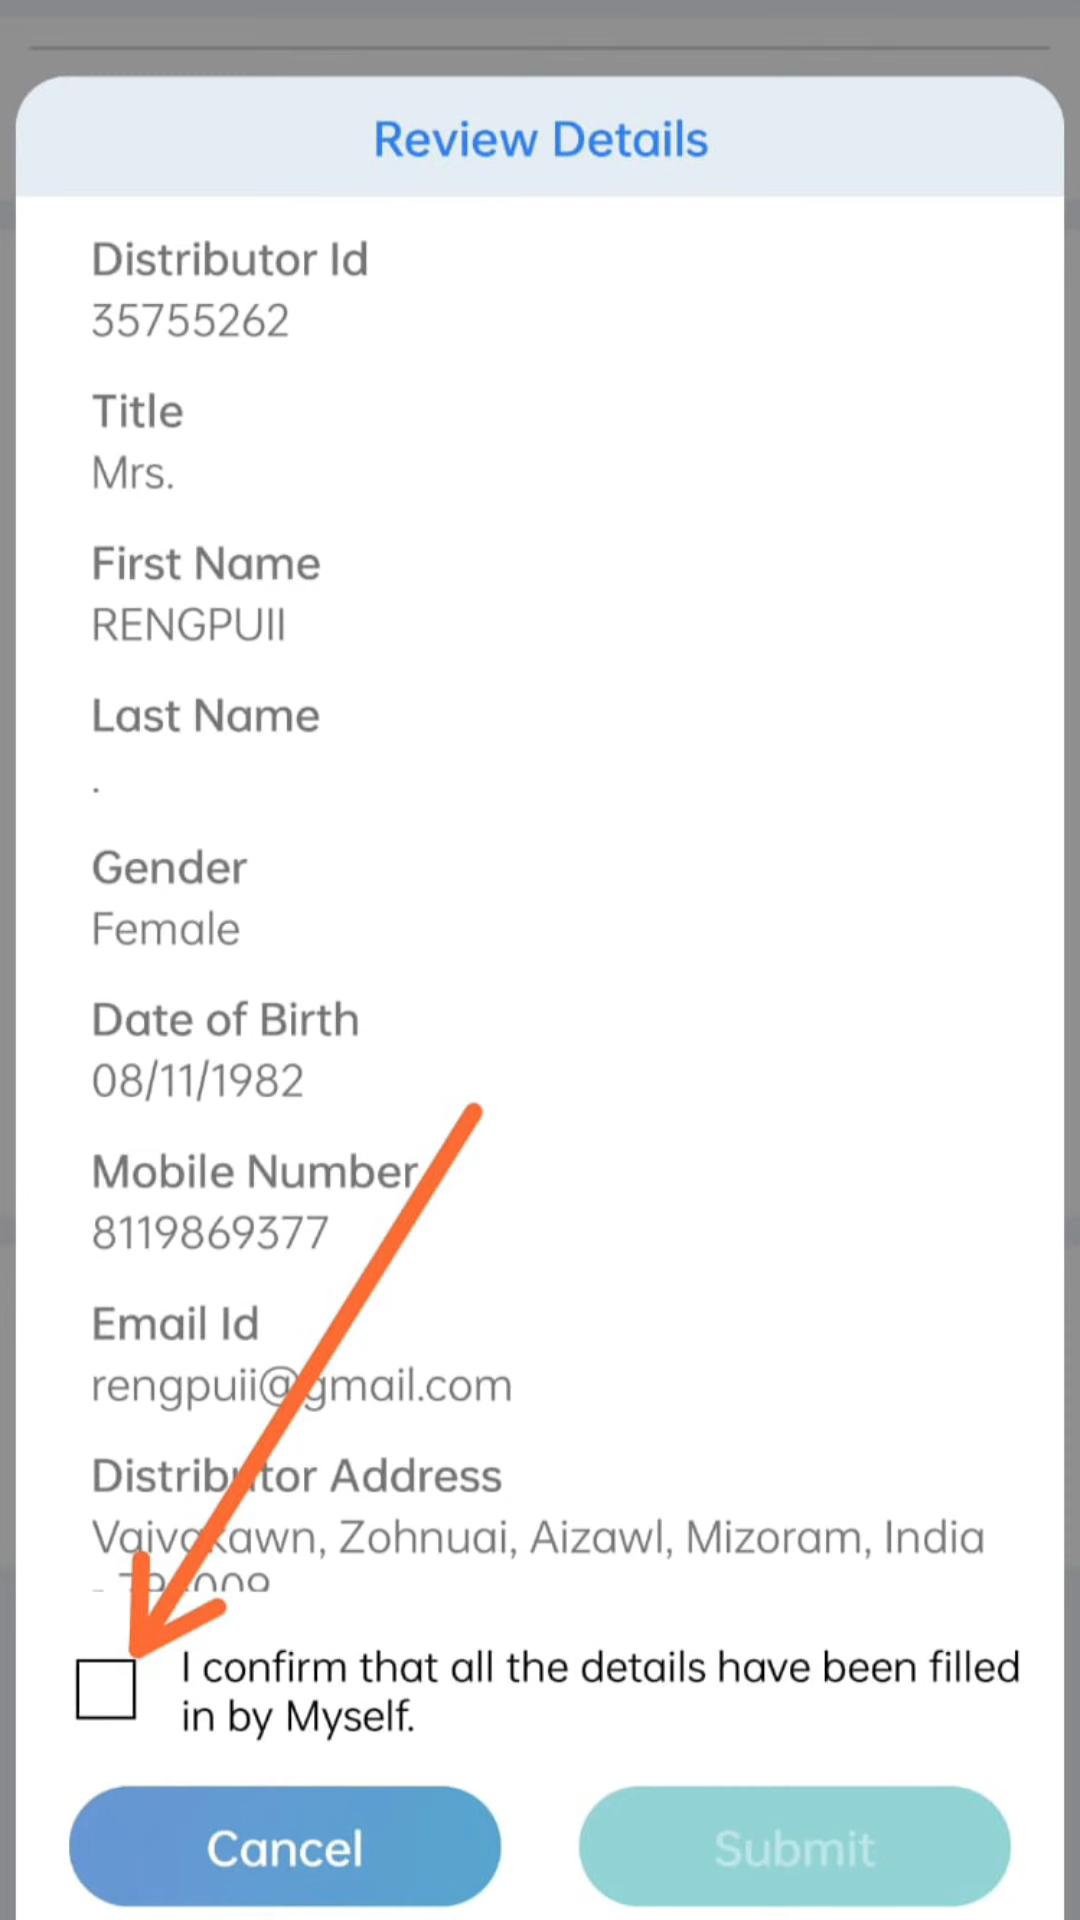 Review Details
Distributor Id
35755262
Title
Mrs.
First Name
RENGPUII
Last Name
.
Gender
Female
Date of Birth
08/11/1982
Mobile Number
8119869377
Email Id
rengpuii@gmail.com
Distributor Address
Zohnuai, Aizawl, Mizoram, India
I confirm that all the details have been filled
in by Myself.
Cancel
Submit